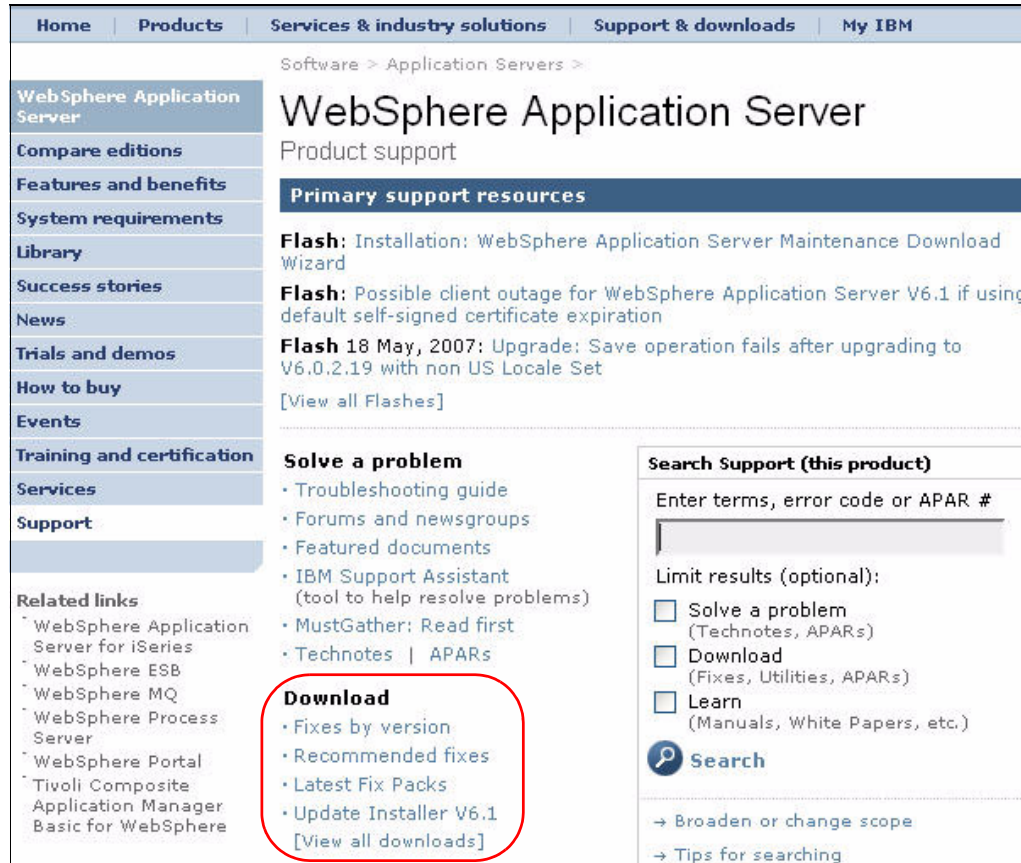 Home | Products | Services & industry solutions | Support & downloads | My IBM
Software > Application Servers >
WebSphere Application
Server
Compare editions
Features and benefits
System requirements
Library
Success stories
News
Trials and demos
How to buy
Events
Training and certification
Services
Support
Related links
WebSphere Application
Server for iSeries
WebSphere ESB
WebSphere MQ
WebSphere Process
Server
WebSphere Portal
Tivoli Composite
Application Manager
Basic for WebSphere
WebSphere Application Server
Product support
Primary support resources
Flash: Installation: WebSphere Application Server Maintenance Download
Wizard
Flash: Possible client outage for WebSphere Application Server V6.1 if using
default self-signed certificate expiration
Flash 18 May, 2007: Upgrade: Save operation fails after upgrading to
V6.0.2.19 with non US Locale Set
[View all Flashes]
Solve a problem
· Troubleshooting guide
· Forums and newsgroups
· Featured documents
· IBM Support Assistant
(tool to help resolve problems)
· MustGather: Read first
· Technotes | APARs
Download
· Fixes by version
· Recommended fixes
· Latest Fix Packs
· Update Installer V6.1
[View all downloads]
Search Support (this product)
Enter terms, error code or APAR #
Limit results (optional):
Solve a problem
(Technotes, APARs)
Download
(Fixes, Utilities, APARs)
Learn
(Manuals, White Papers, etc.)
Search
→ Broaden or change scope
→ Tips for searching